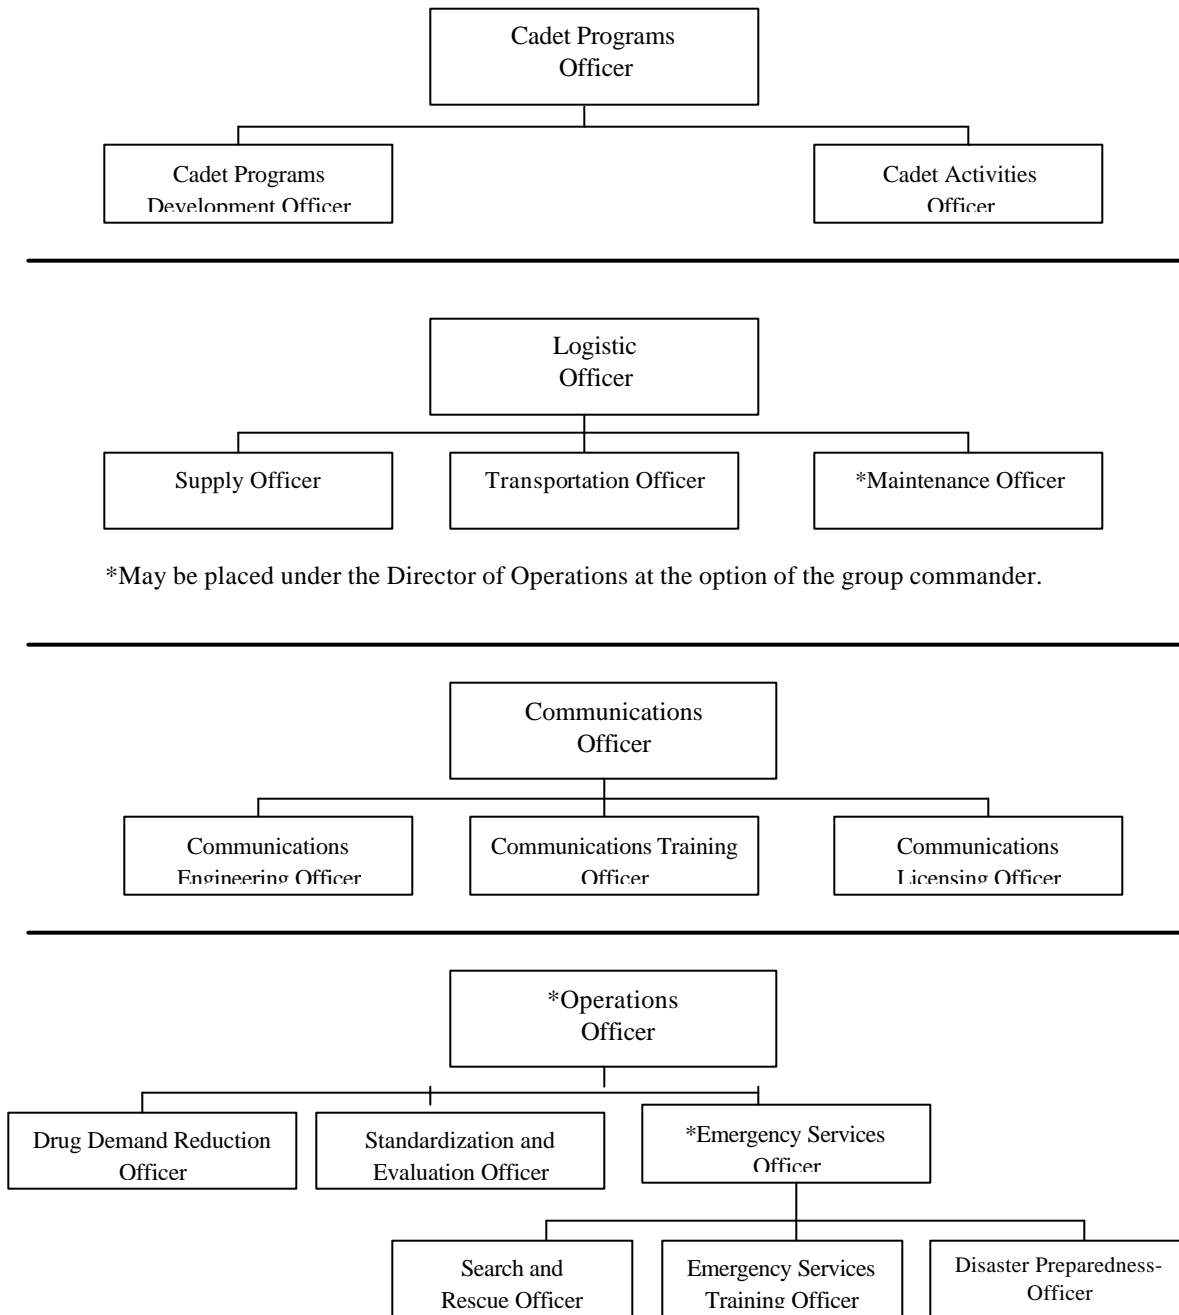 Cadet Programs
Officer
Cadet Programs
Development Officer
Cadet Activities
Officer
Logistic
Officer
Supply Officer
Transportation Officer
*Maintenance Officer
*May be placed under the Director of Operations at the option of the group commander.
Communications
Officer
Communications
Engineering Officer
Communications Training
Officer
Communications
Licensing Officer
*Operations
Officer
Drug Demand Reduction
Officer
Standardization and
Evaluation Officer
*Emergency Services
Officer
Search and
Rescue Officer
Emergency Services
Training Officer
Disaster Preparedness-
Officer